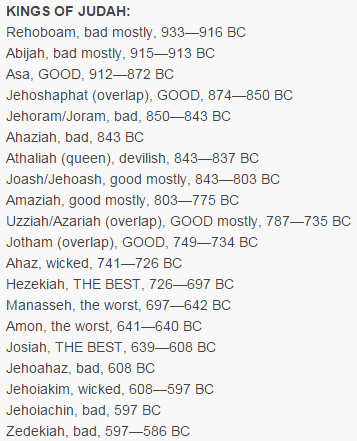 KINGS OF JUDAH:
Rehoboam, bad mostly, 933—916 BC
Abijah, bad mostly, 915—913 BC
Asa, GOOD, 912—872 BC
Jehoshaphat (overlap), GOOD, 874—850 BC
Jehoram/Joram, bad, 850—843 BC
Ahaziah, bad, 843 BC
Athaliah (queen), devilish, 843—837 BC
Joash/Jehoash, good mostly, 843—803 BC
Amaziah, good mostly, 803—775 BC
Uzziah/Azariah (overlap), GOOD mostly, 787—735 BC
Jotham (overlap), GOOD, 749—734 BC
Ahaz, wicked, 741—726 BC
Hezekiah, THE BEST, 726—697 BC
Manasseh, the worst, 697—642 BC
Amon, the worst, 641—640 BC
Josiah, THE BEST, 639—608 BC
Jehoahaz, bad, 608 BC
Jehoiakim, wicked, 608—597 BC
Jehoiachin, bad, 597 BC
Zedekiah, bad, 597—586 BC